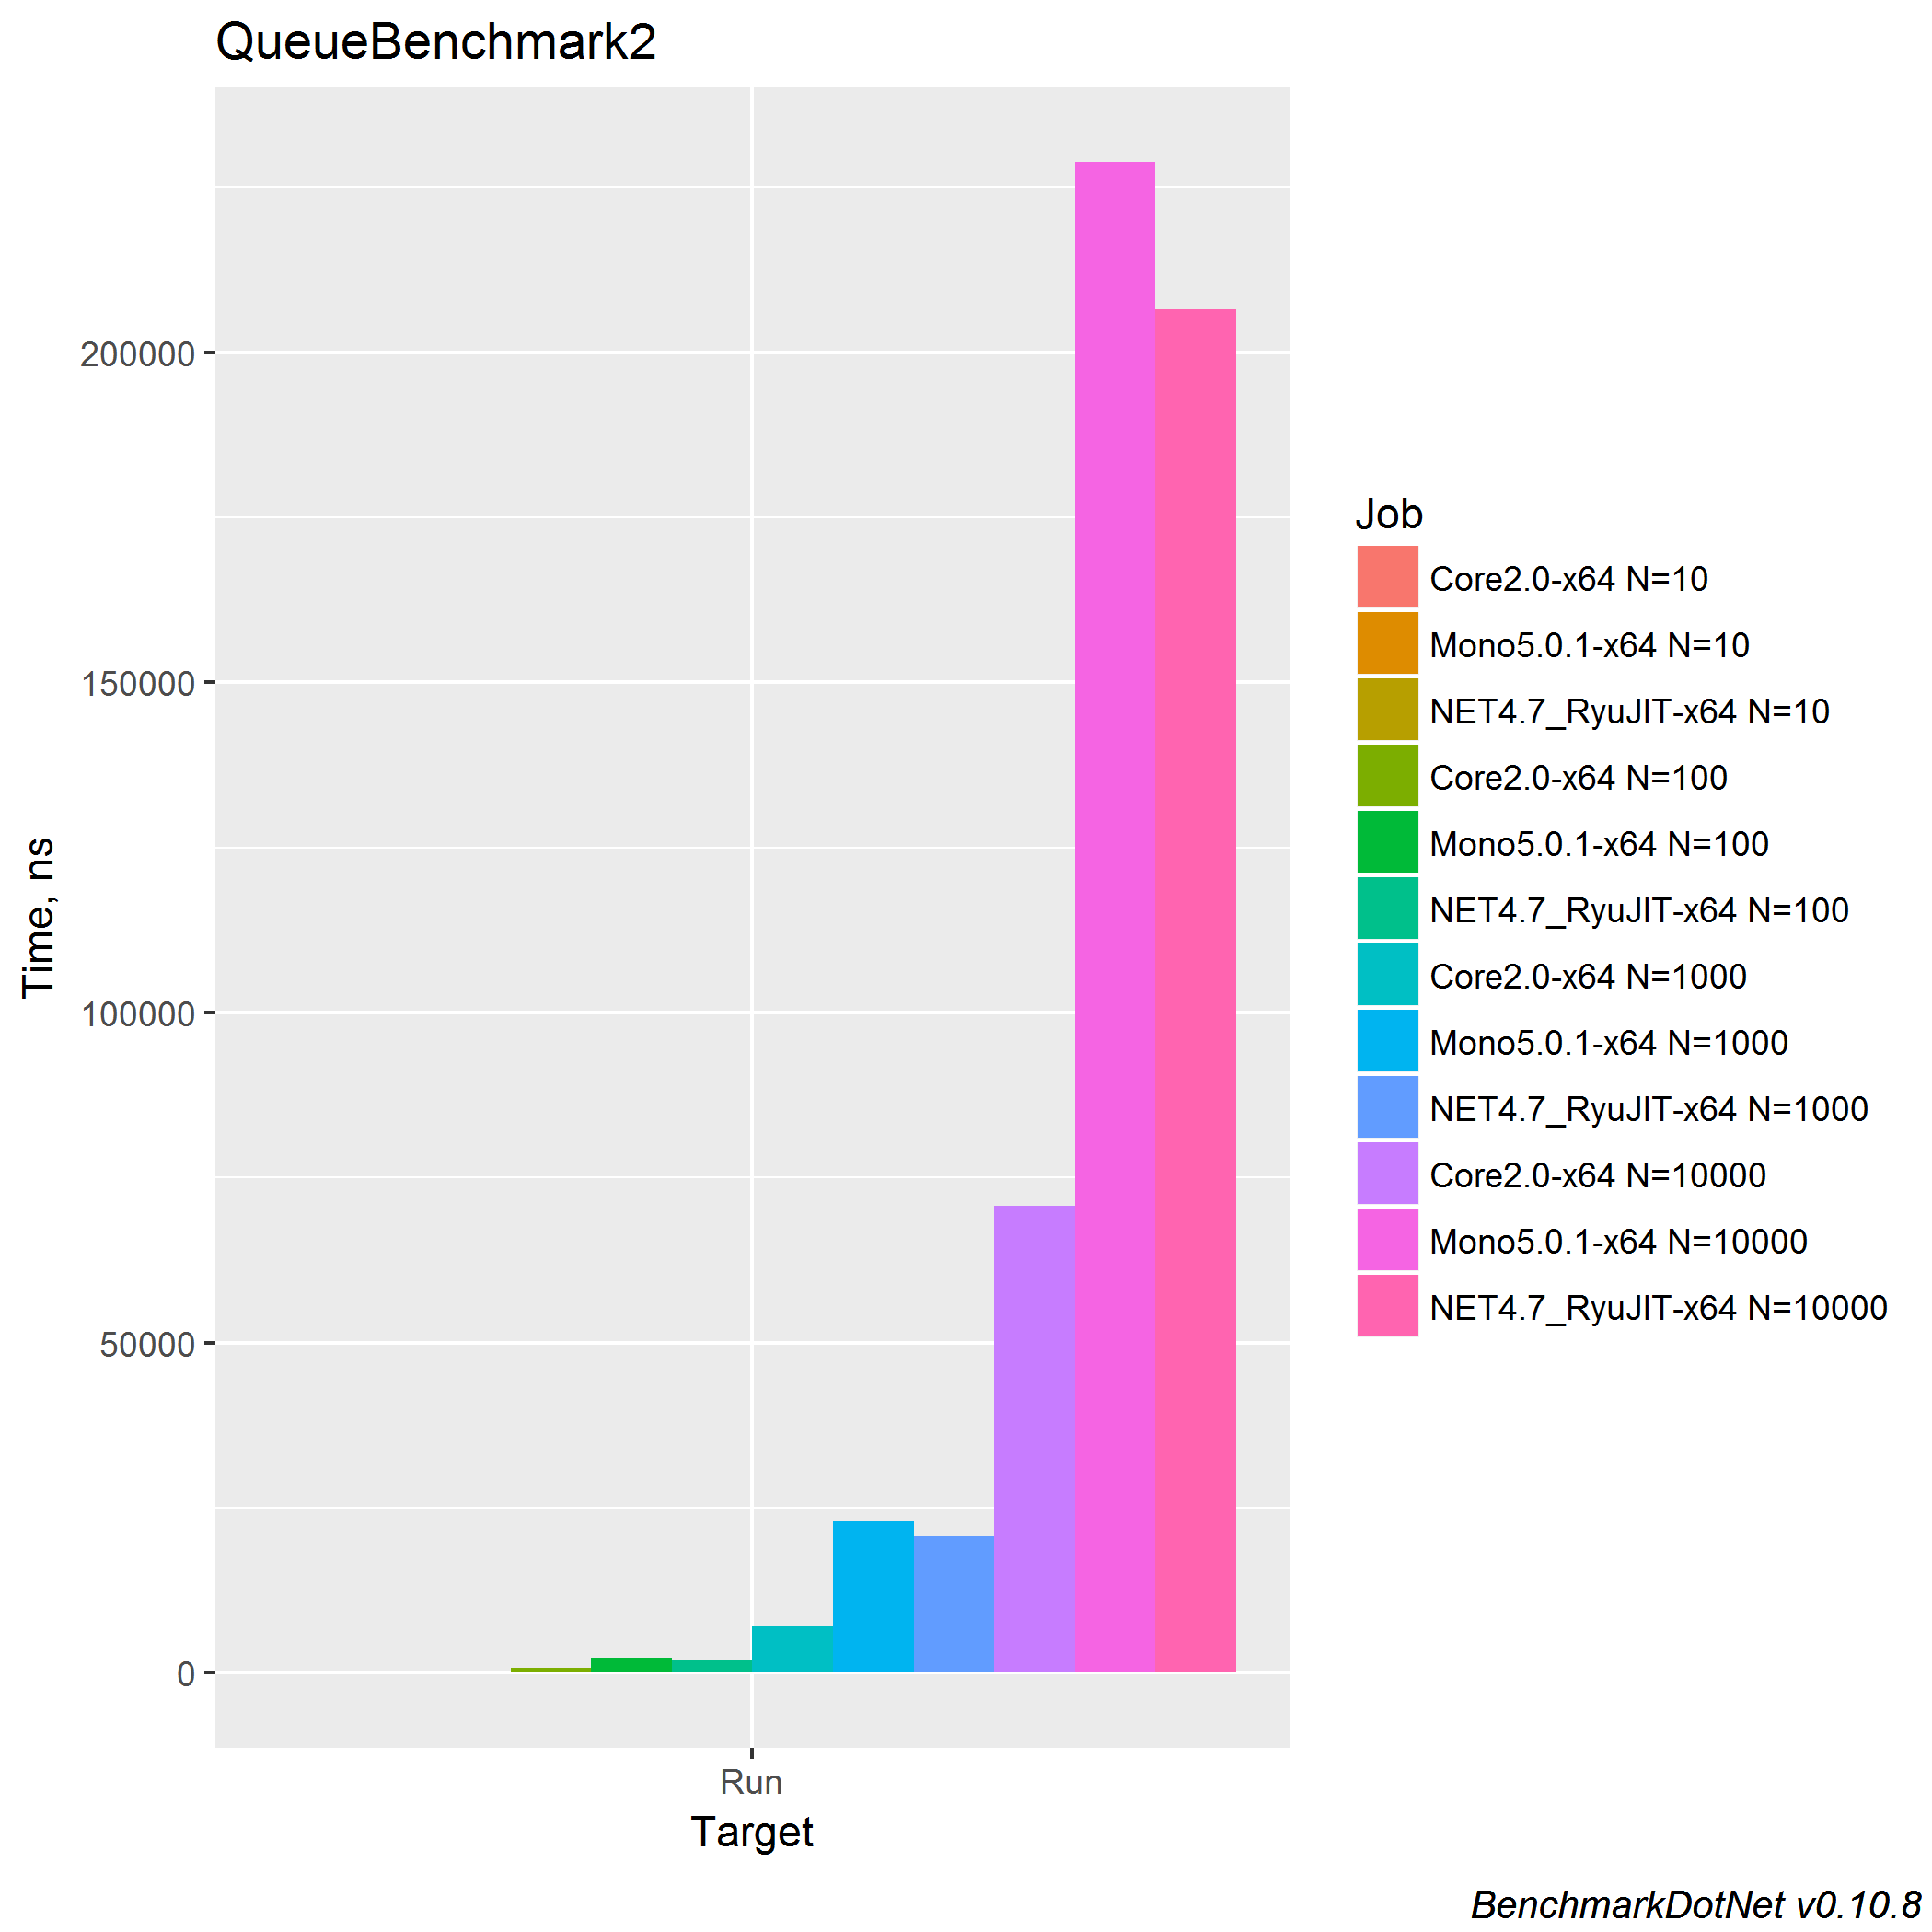 QueueBenchmark2
Time, ns
200000
150000
100000
50000
0
Run
Target
Job
Core2.0-x64 N=10
Mono5.0.1-x64 N=10
NET4.7_RyuJIT-x64 N=10
Core2.0-x64 N=100
Mono5.0.1-x64 N=100
NET4.7_RyuJIT-x64 N=100
Core2.0-x64 N=1000
Mono5.0.1-x64 N=1000
NET4.7_RyuJIT-x64 N=1000
Core2.0-x64 N=10000
Mono5.0.1-x64 N=10000
NET4.7_RyuJIT-x64 N=10000
BenchmarkDotNet v0.10.8